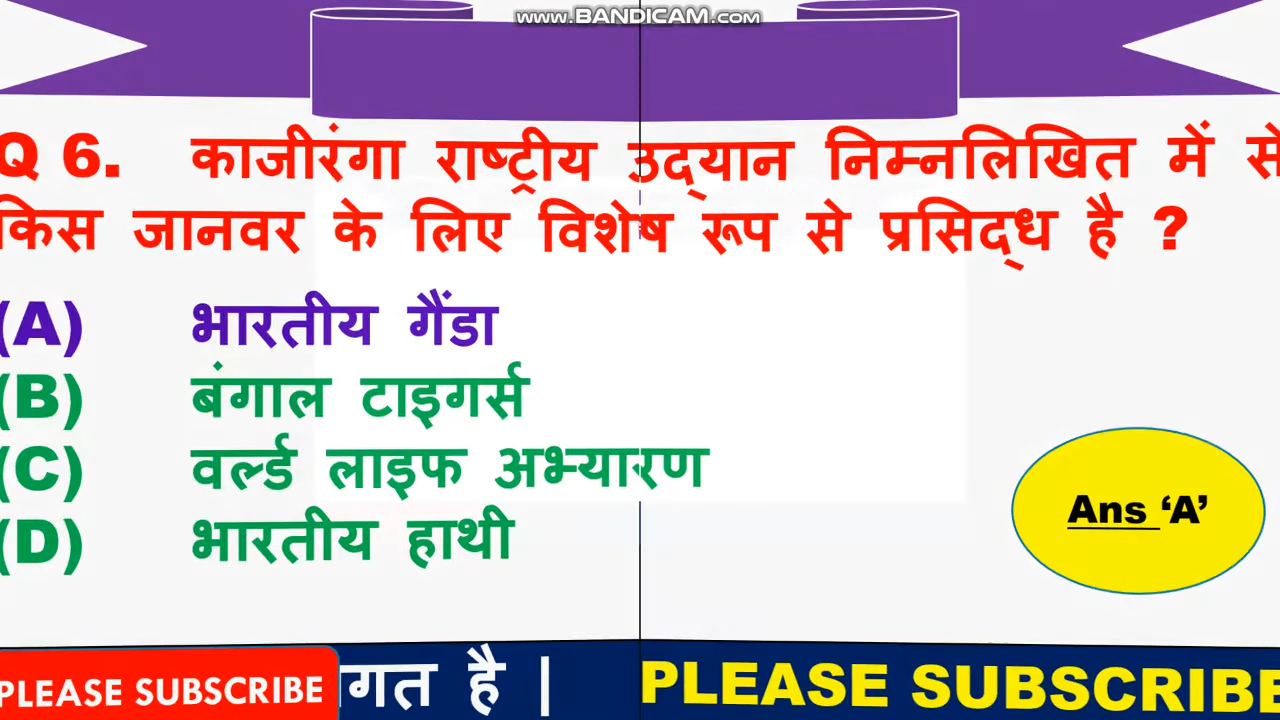 www.BANDICAM.com
Q 6. काजीरंगा राष्ट्रीय उद्यान निम्नलिखित में से
किस जानवर के लिए विशेष रूप से प्रसिद्ध है ?
(A) भारतीय गैंडा
(B) बंगाल टाइगर्स
(C) वर्ल्ड लाइफ अभ्यारण
(D) भारतीय हाथी
Ans ‘A’
PLEASE SUBSCRIBE
गत है |
PLEASE SUBSCRIBE